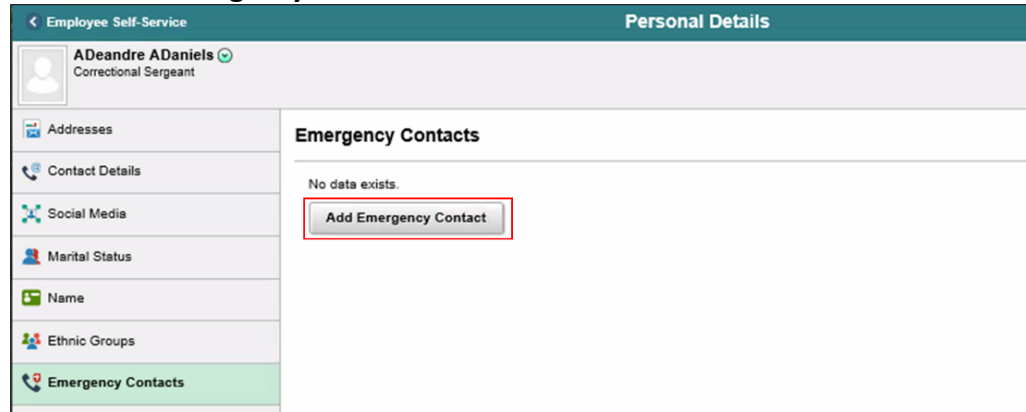 Employee Self-Service
Personal Details
ADeandre ADaniels
Correctional Sergeant
Addresses
Contact Details
Social Media
Marital Status
Name
Ethnic Groups
Emergency Contacts
Emergency Contacts
No data exists.
Add Emergency Contact